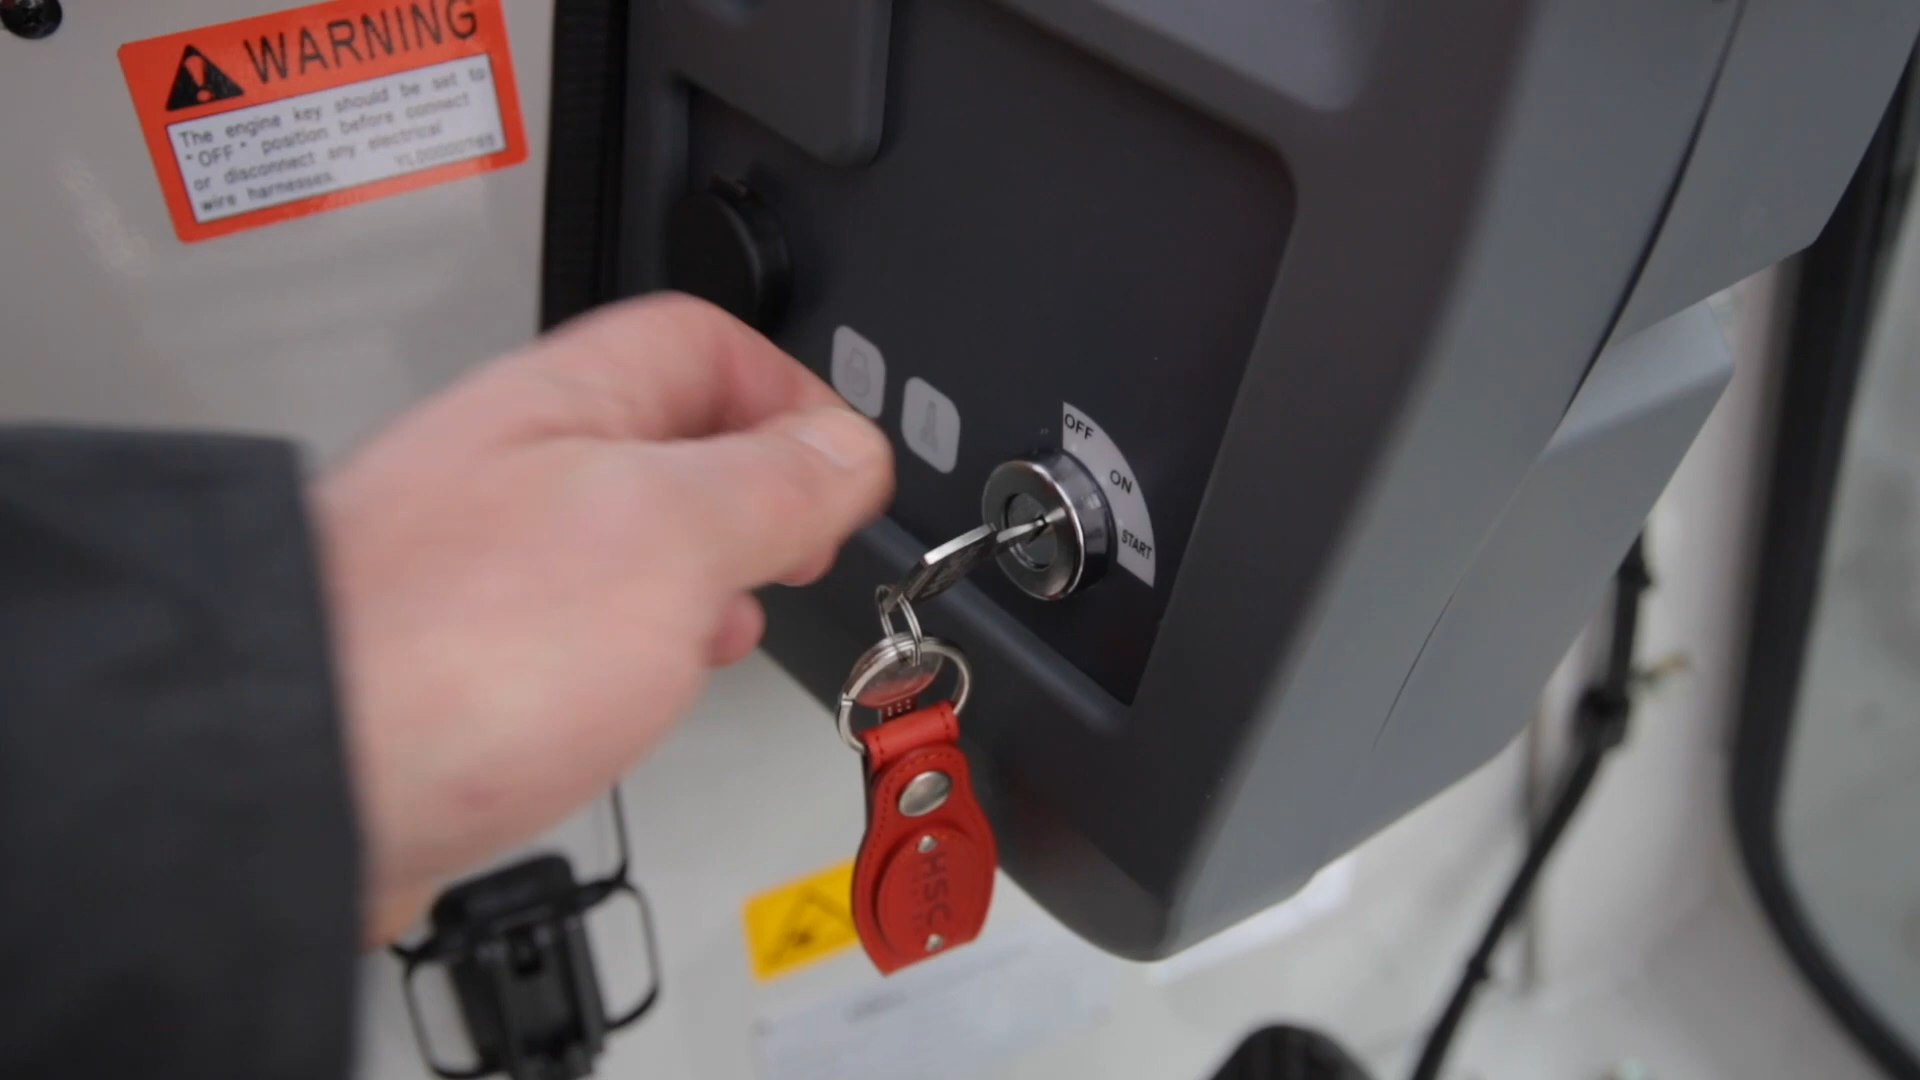 WARNING
The engine key should be set to
"OFF" position before connect
or disconnect any electrical
wire harnesses.
OFF
ON
START
HSC